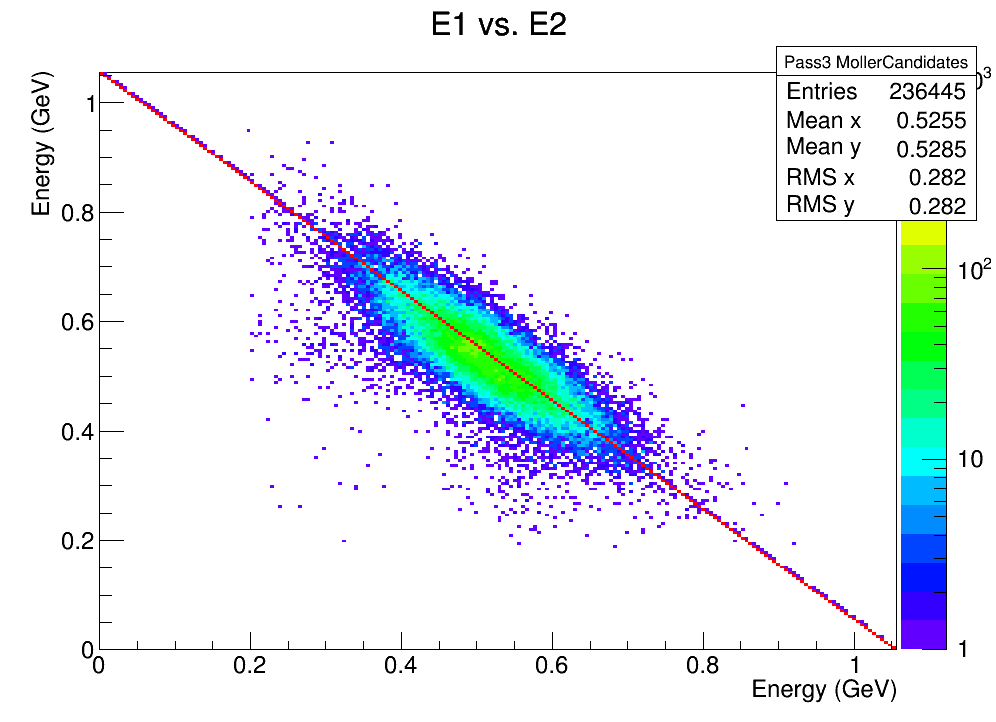 E1 vs. E2
Energy (GeV)
1
0.8
0.6
0.4
0.2
0
0 0.2 0.4 0.6 0.8 1
Energy (GeV)
Pass3 MollerCandidates
Entries 236445
Mean x 0.5255
Mean y 0.5285
RMS x 0.282
RMS y 0.282
10²
10
1